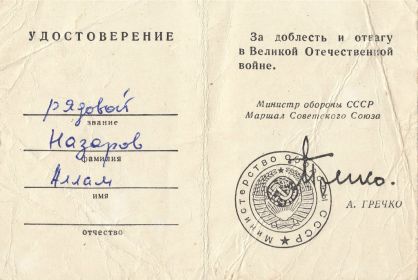 УДОСТОВЕРЕНИЕ
рядовой
звание
Назаров
фамилия
Аллам
имя
отчество
За доблесть и отвагу
в Великой Отечественной
войне.
Министр обороны СССР
Маршал Советского Союза
МИНИСТЕРСТВО ОБОРОНЫ СССР
А. ГРЕЧКО